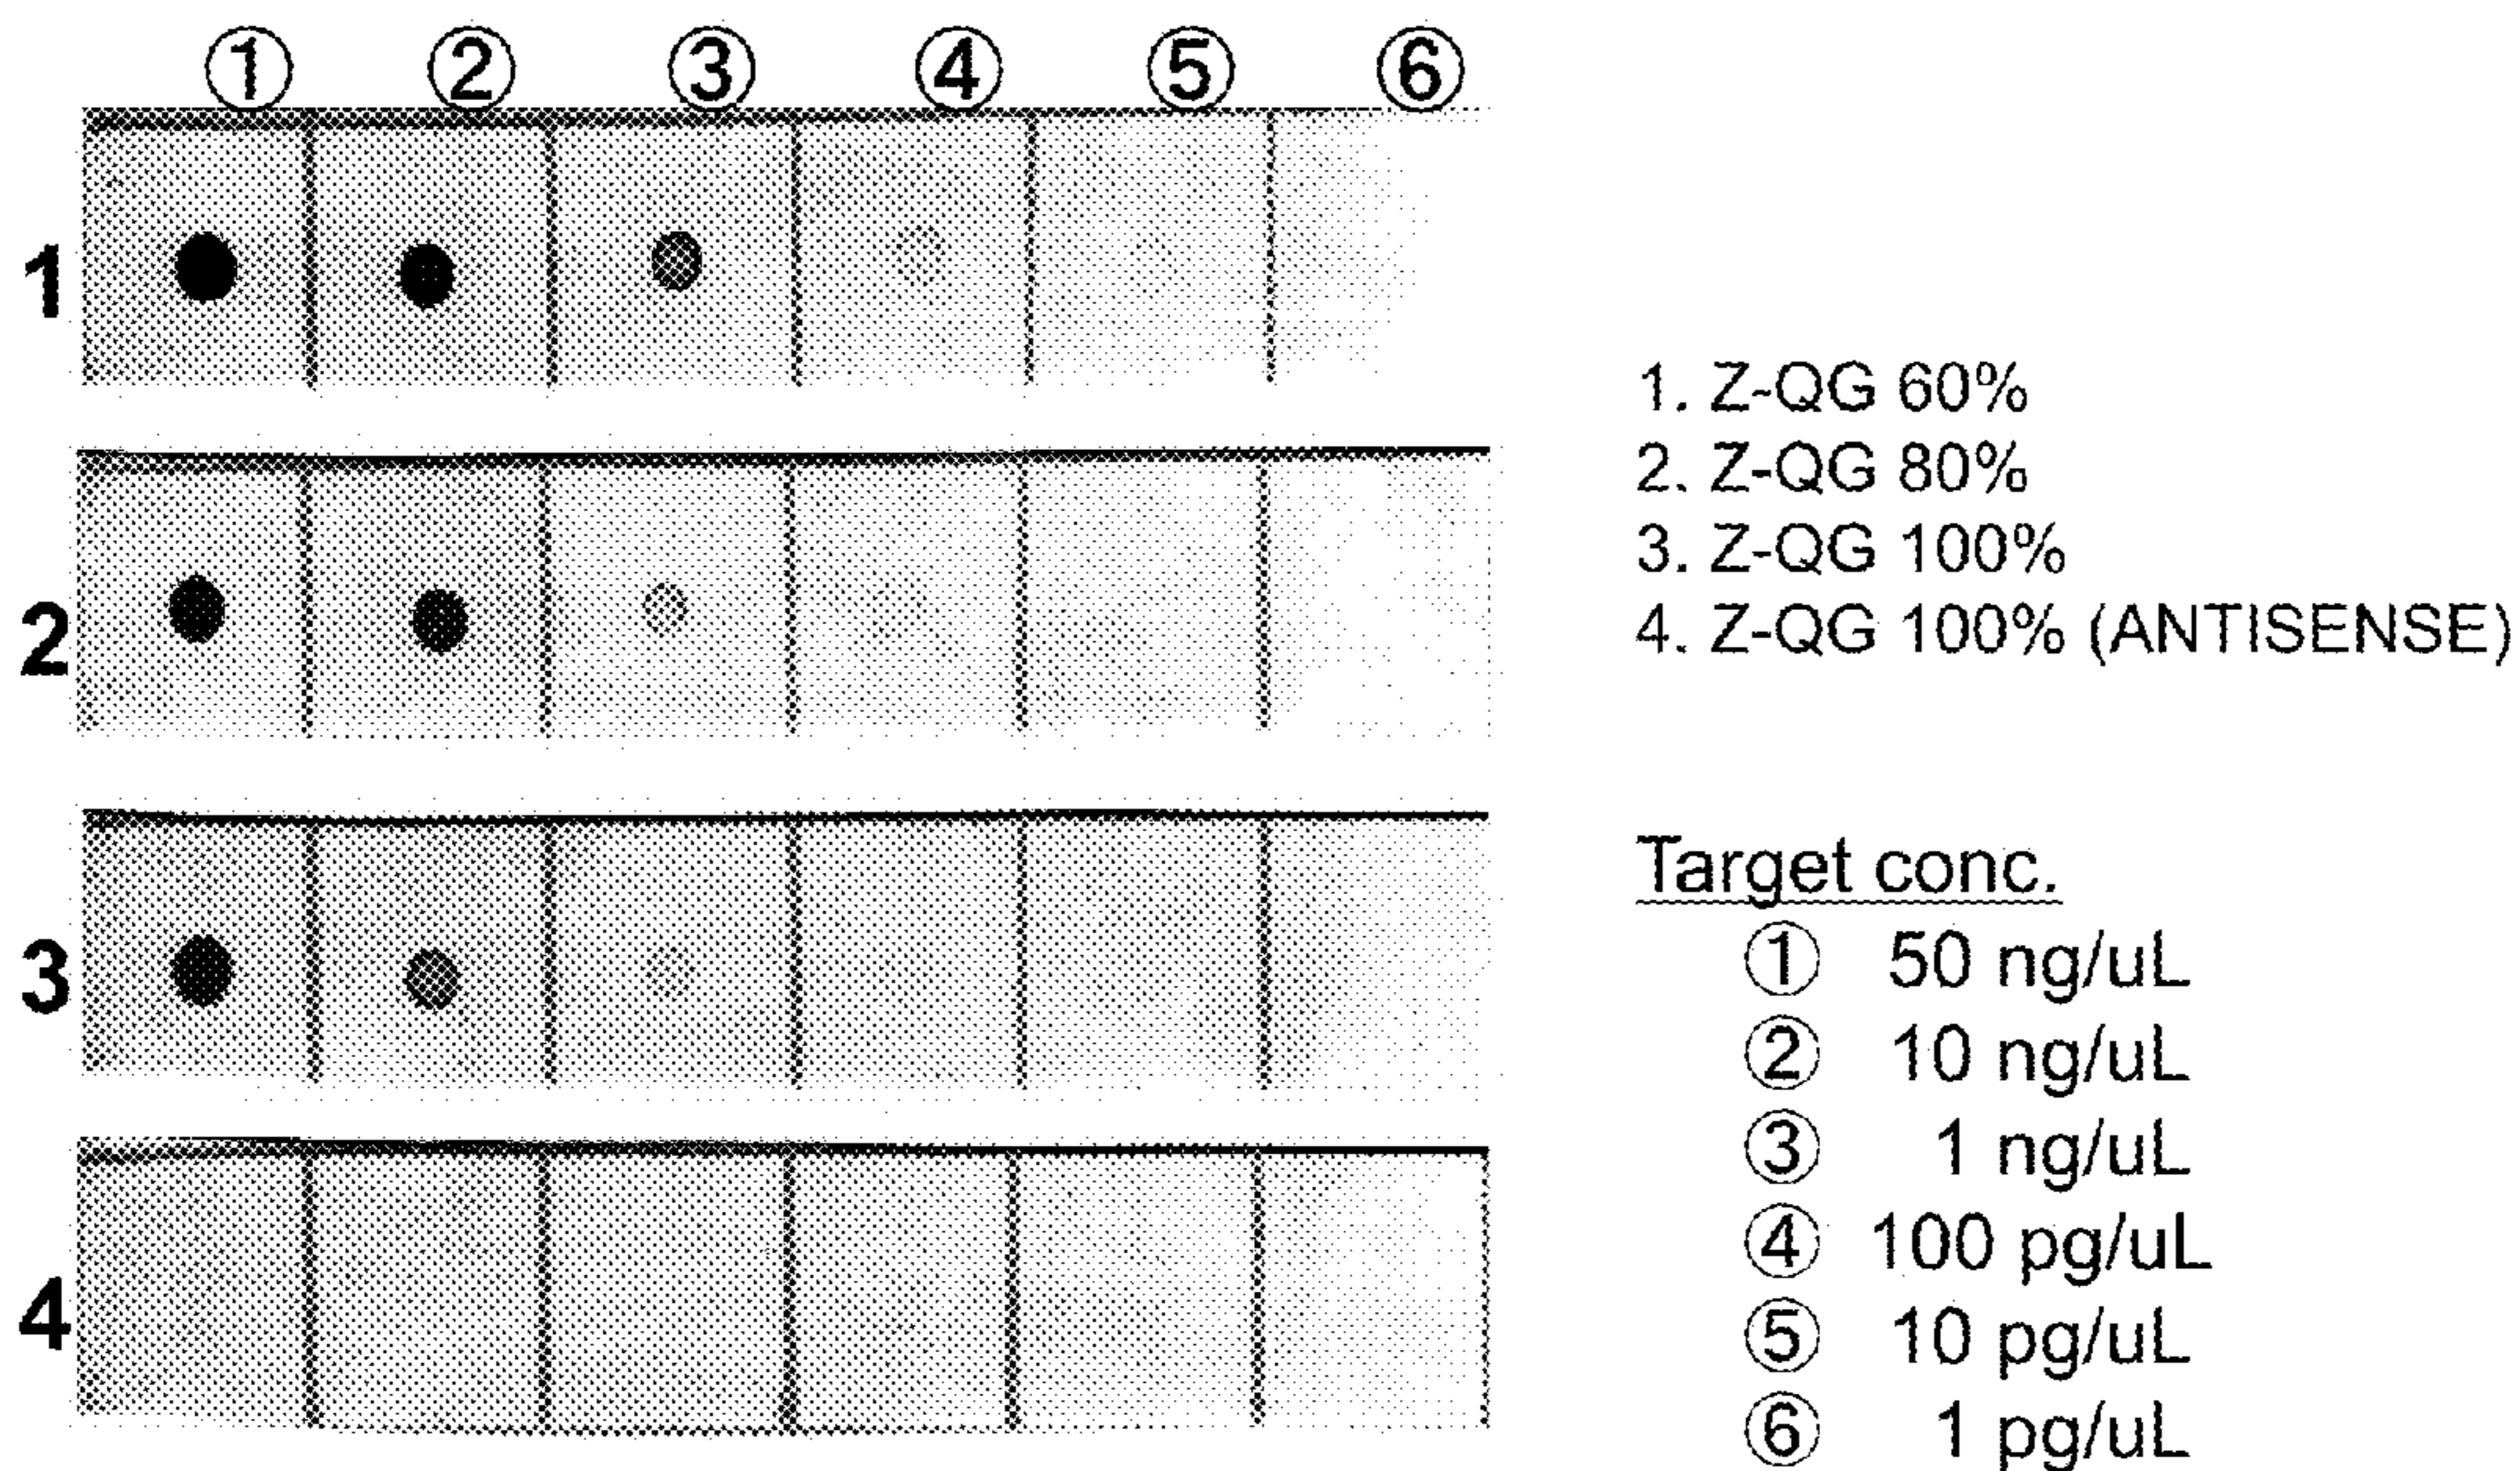 ① ② ③ ④ ⑤ ⑥
1
2
3
4
1. Z-QG 60%
2. Z-QG 80%
3. Z-QG 100%
4. Z-QG 100% (ANTISENSE)
Target conc.
① 50 ng/uL
② 10 ng/uL
③ 1 ng/uL
④ 100 pg/uL
⑤ 10 pg/uL
⑥ 1 pg/uL